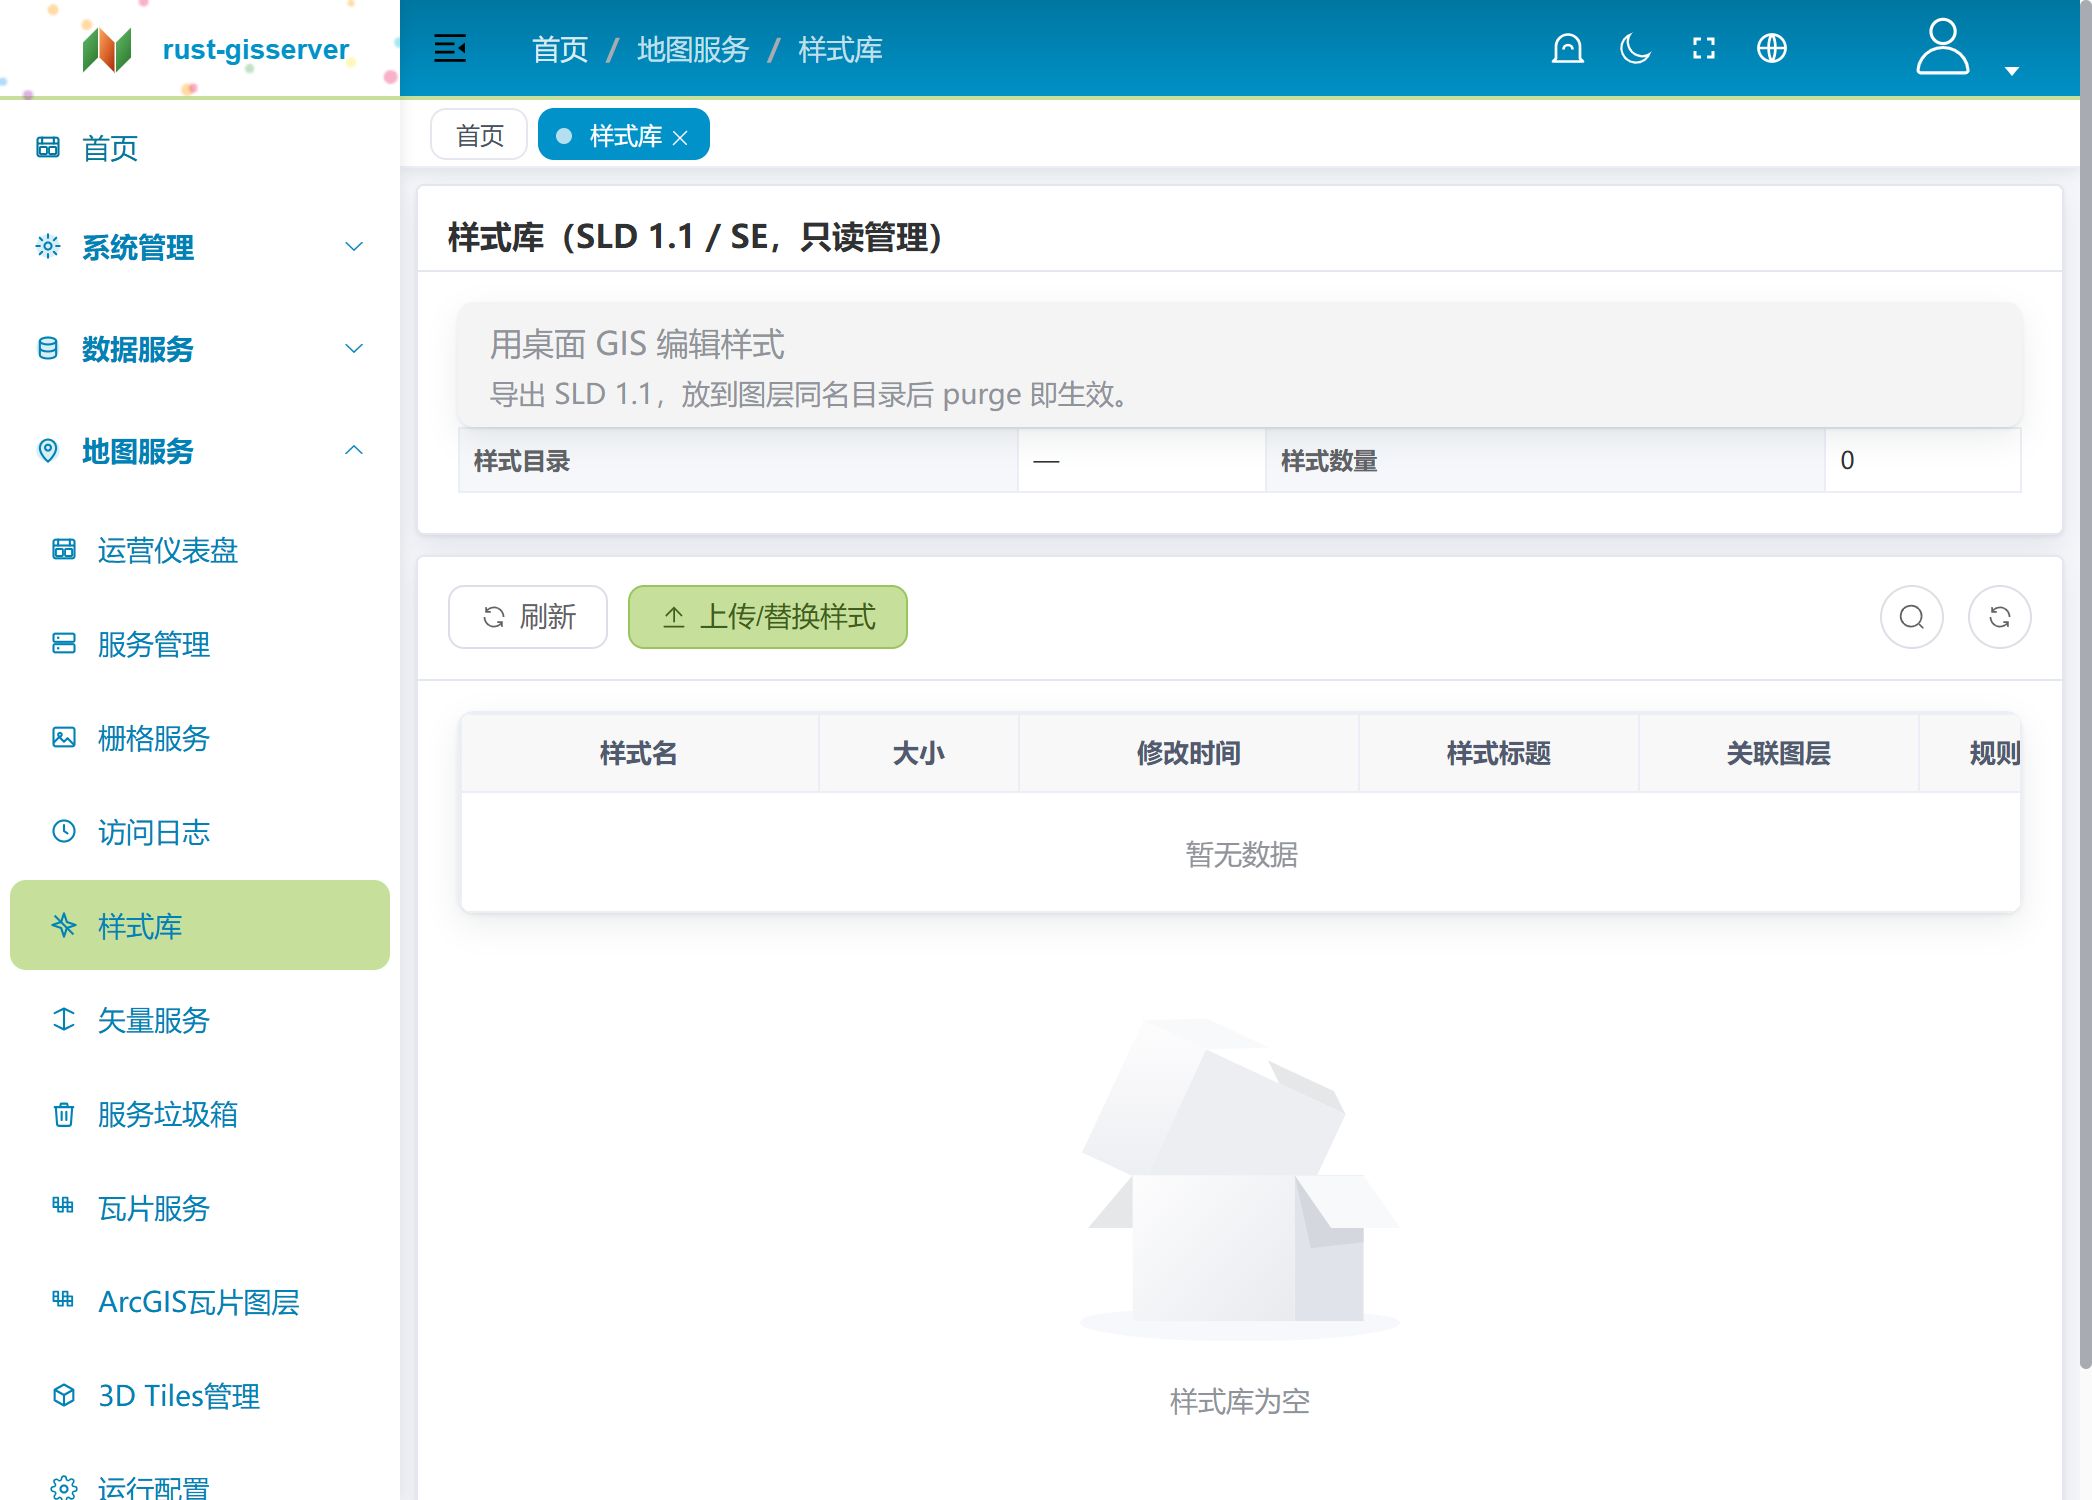 rust-gisserver
首页 / 地图服务 / 样式库
首页
样式库
首页
系统管理
数据服务
地图服务
运营仪表盘
服务管理
栅格服务
访问日志
样式库
矢量服务
服务垃圾箱
瓦片服务
ArcGIS瓦片图层
3D Tiles管理
运行配置
样式库（SLD 1.1 / SE，只读管理）
用桌面 GIS 编辑样式
导出 SLD 1.1，放到图层同名目录后 purge 即生效。
样式目录 — 样式数量 0
刷新 上传/替换样式
样式名 大小 修改时间 样式标题 关联图层 规则
暂无数据
样式库为空